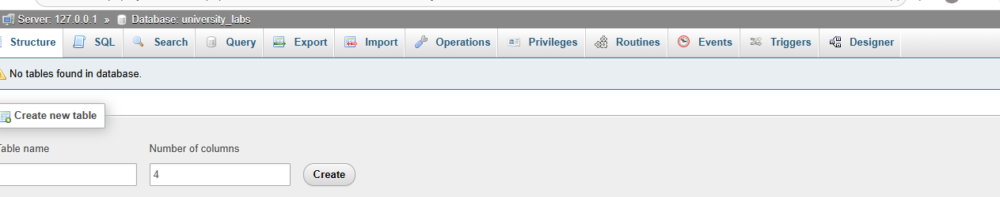 Server: 127.0.0.1 » Database: university_labs
Structure SQL Search Query Export Import Operations Privileges Routines Events Triggers Designer
No tables found in database.
Create new table
Table name Number of columns
4 Create